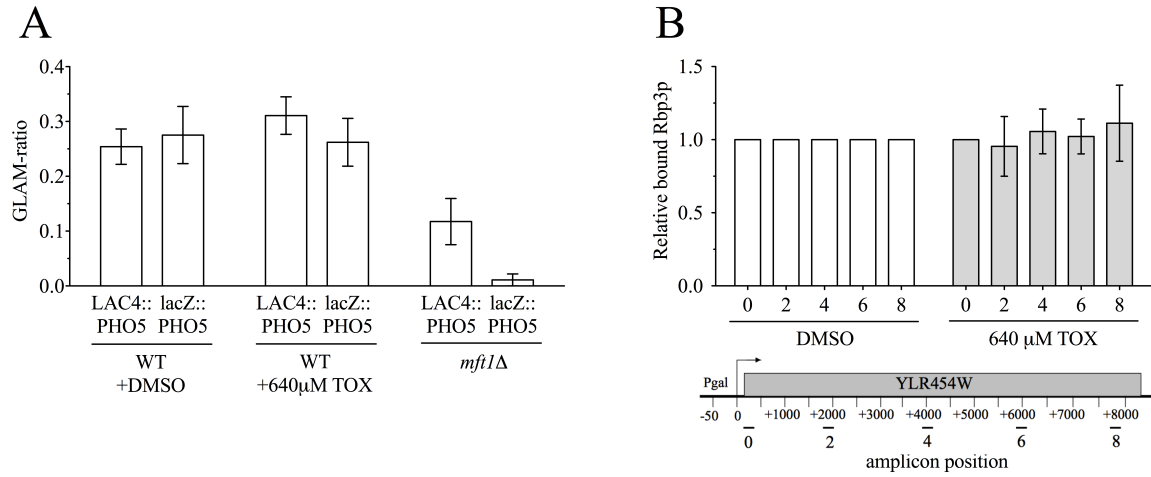 A
GLAM-ratio
0.4
0.3
0.2
0.1
0.0
LAC4:: lacZ:: LAC4:: lacZ:: LAC4:: lacZ::
PHO5 PHO5 PHO5 PHO5 PHO5 PHO5
WT WT mft1Δ
+DMSO +640μM TOX
B
Relative bound Rbp3p
1.5
1.0
0.5
0.0
0 2 4 6 8 0 2 4 6 8
DMSO 640 μM TOX
Pgal YLR454W
-50 0 +1000 +2000 +3000 +4000 +5000 +6000 +7000 +8000
0 2 4 6 8
amplicon position